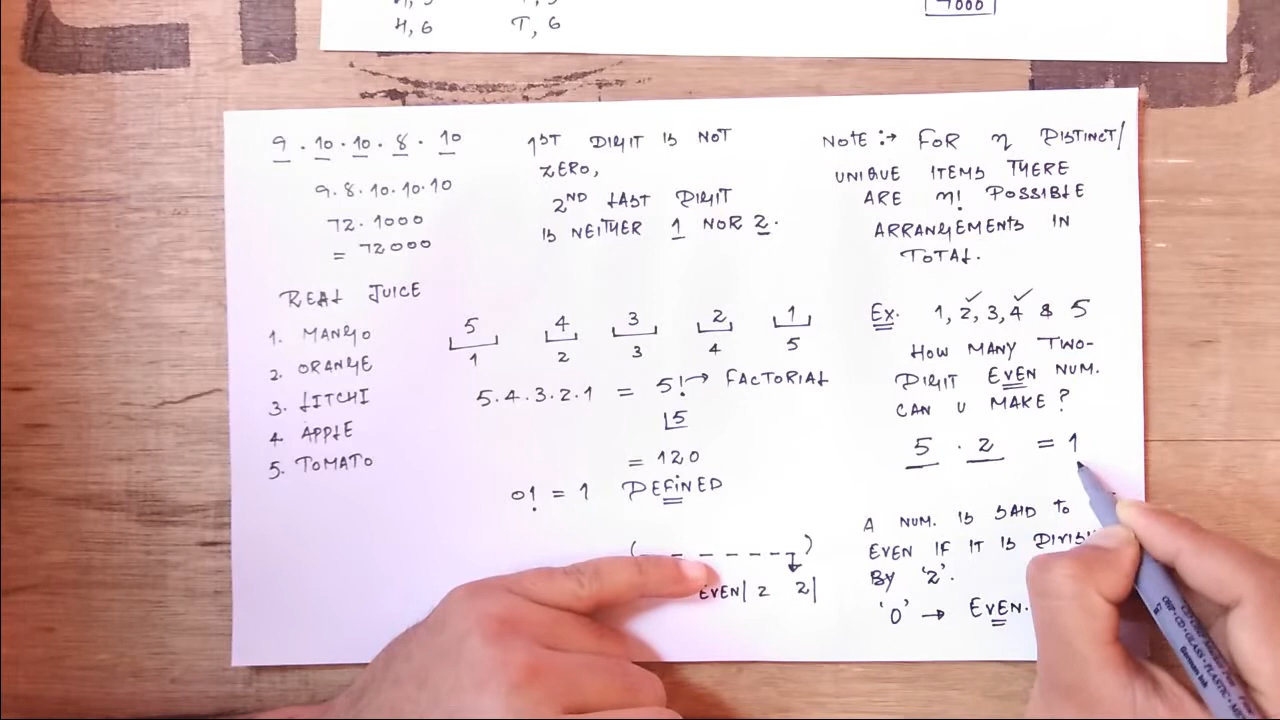 4, 6 T, 6
7000
9 . 10 . 10 . 8 . 10
9.8.10.10.10
72.1000
= 72000
1ST DIGIT IS NOT
ZERO,
2ND LAST DIGIT
IS NEITHER 1 NOR 2.
NOTE :→ FOR n DISTINCT/
UNIQUE ITEMS THERE
ARE n! POSSIBLE
ARRANGEMENTS IN
TOTAL.
REAL JUICE
1. MANGO
2. ORANGE
3. LITCHI
4. APPLE
5. TOMATO
5 4 3 2 1
1 2 3 4 5
5.4.3.2.1 = 5! → FACTORIAL
|5
= 120
0! = 1 DEFINED
EVEN| 2 2|
Ex. 1, 2, 3, 4 & 5
HOW MANY TWO-
DIGIT EVEN NUM.
CAN U MAKE?
5 . 2 = 1
A NUM. IS SAID TO
EVEN IF IT IS
BY '2'.
'0' → EVEN.